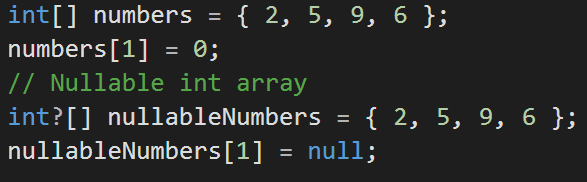 int[] numbers = { 2, 5, 9, 6 };
numbers[1] = 0;
// Nullable int array
int?[] nullableNumbers = { 2, 5, 9, 6 };
nullableNumbers[1] = null;